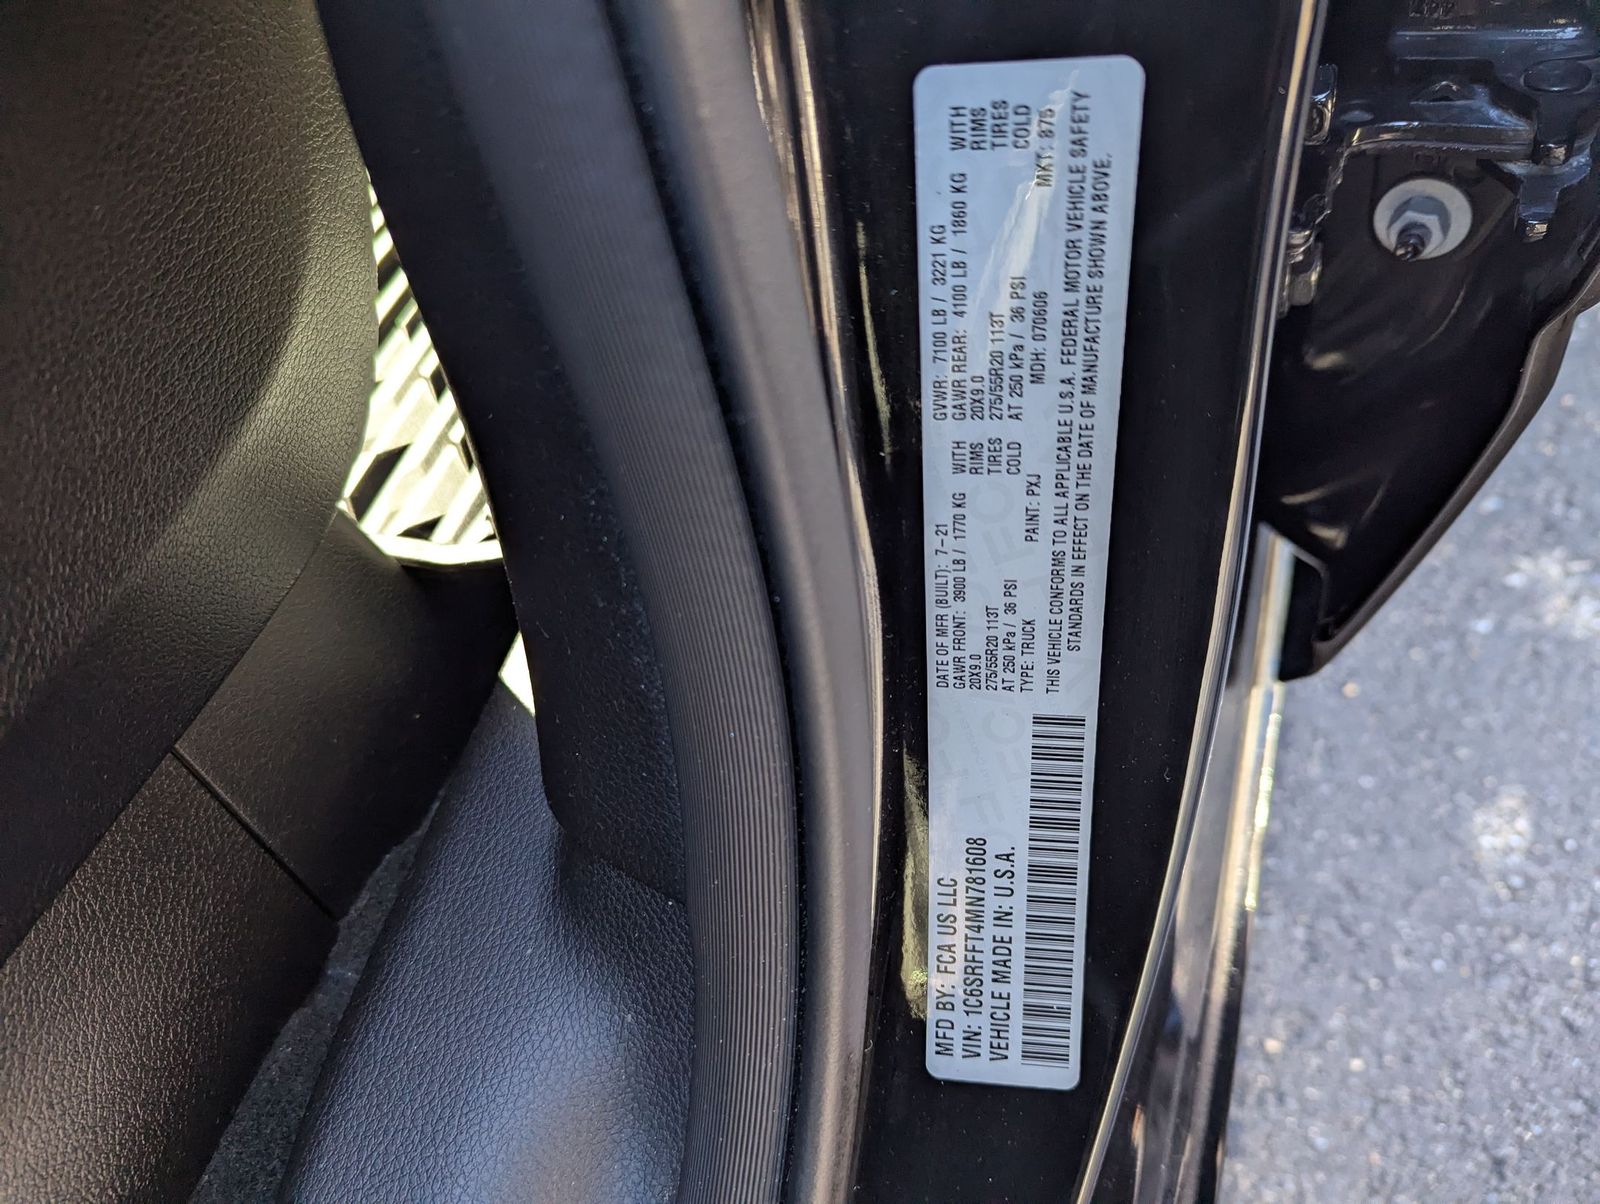 MFD BY: FCA US LLC
VIN: 1C6SRFFT4MN781608
VEHICLE MADE IN: U.S.A.
DATE OF MFR (BUILT): 7-21
GAWR FRONT: 3900 LB / 1770 KG WITH
20X9.0 RIMS
275/55R20 113T TIRES
AT 250 kPa / 36 PSI COLD
TYPE: TRUCK PAINT: PXJ
GVWR: 7100 LB / 3221 KG
GAWR REAR: 4100 LB / 1860 KG WITH
20X9.0 RIMS
275/55R20 113T TIRES
AT 250 kPa / 36 PSI COLD
MDH: 070606 MKT: 875
THIS VEHICLE CONFORMS TO ALL APPLICABLE U.S.A. FEDERAL MOTOR VEHICLE SAFETY
STANDARDS IN EFFECT ON THE DATE OF MANUFACTURE SHOWN ABOVE.